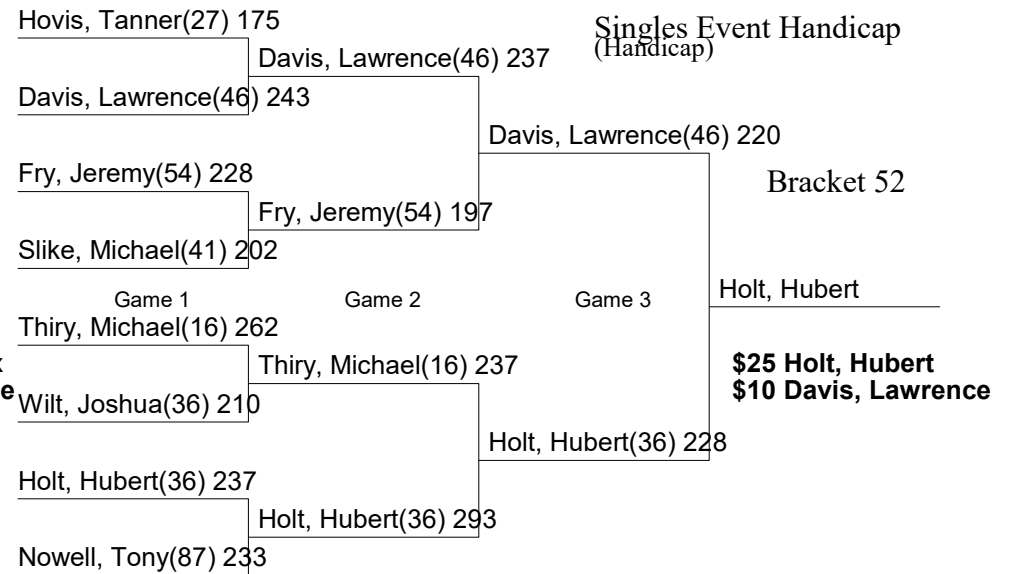 Hovis, Tanner(27) 175
Singles Event Handicap
(Handicap)
Davis, Lawrence(46) 237
Davis, Lawrence(46) 243
Davis, Lawrence(46) 220
Fry, Jeremy(54) 228
Bracket 52
Fry, Jeremy(54) 197
Slike, Michael(41) 202
Game 1
Game 2
Game 3
Holt, Hubert
Thiry, Michael(16) 262
Thiry, Michael(16) 237
$25 Holt, Hubert
$10 Davis, Lawrence
Wilt, Joshua(36) 210
Holt, Hubert(36) 228
Holt, Hubert(36) 237
Holt, Hubert(36) 293
Nowell, Tony(87) 233